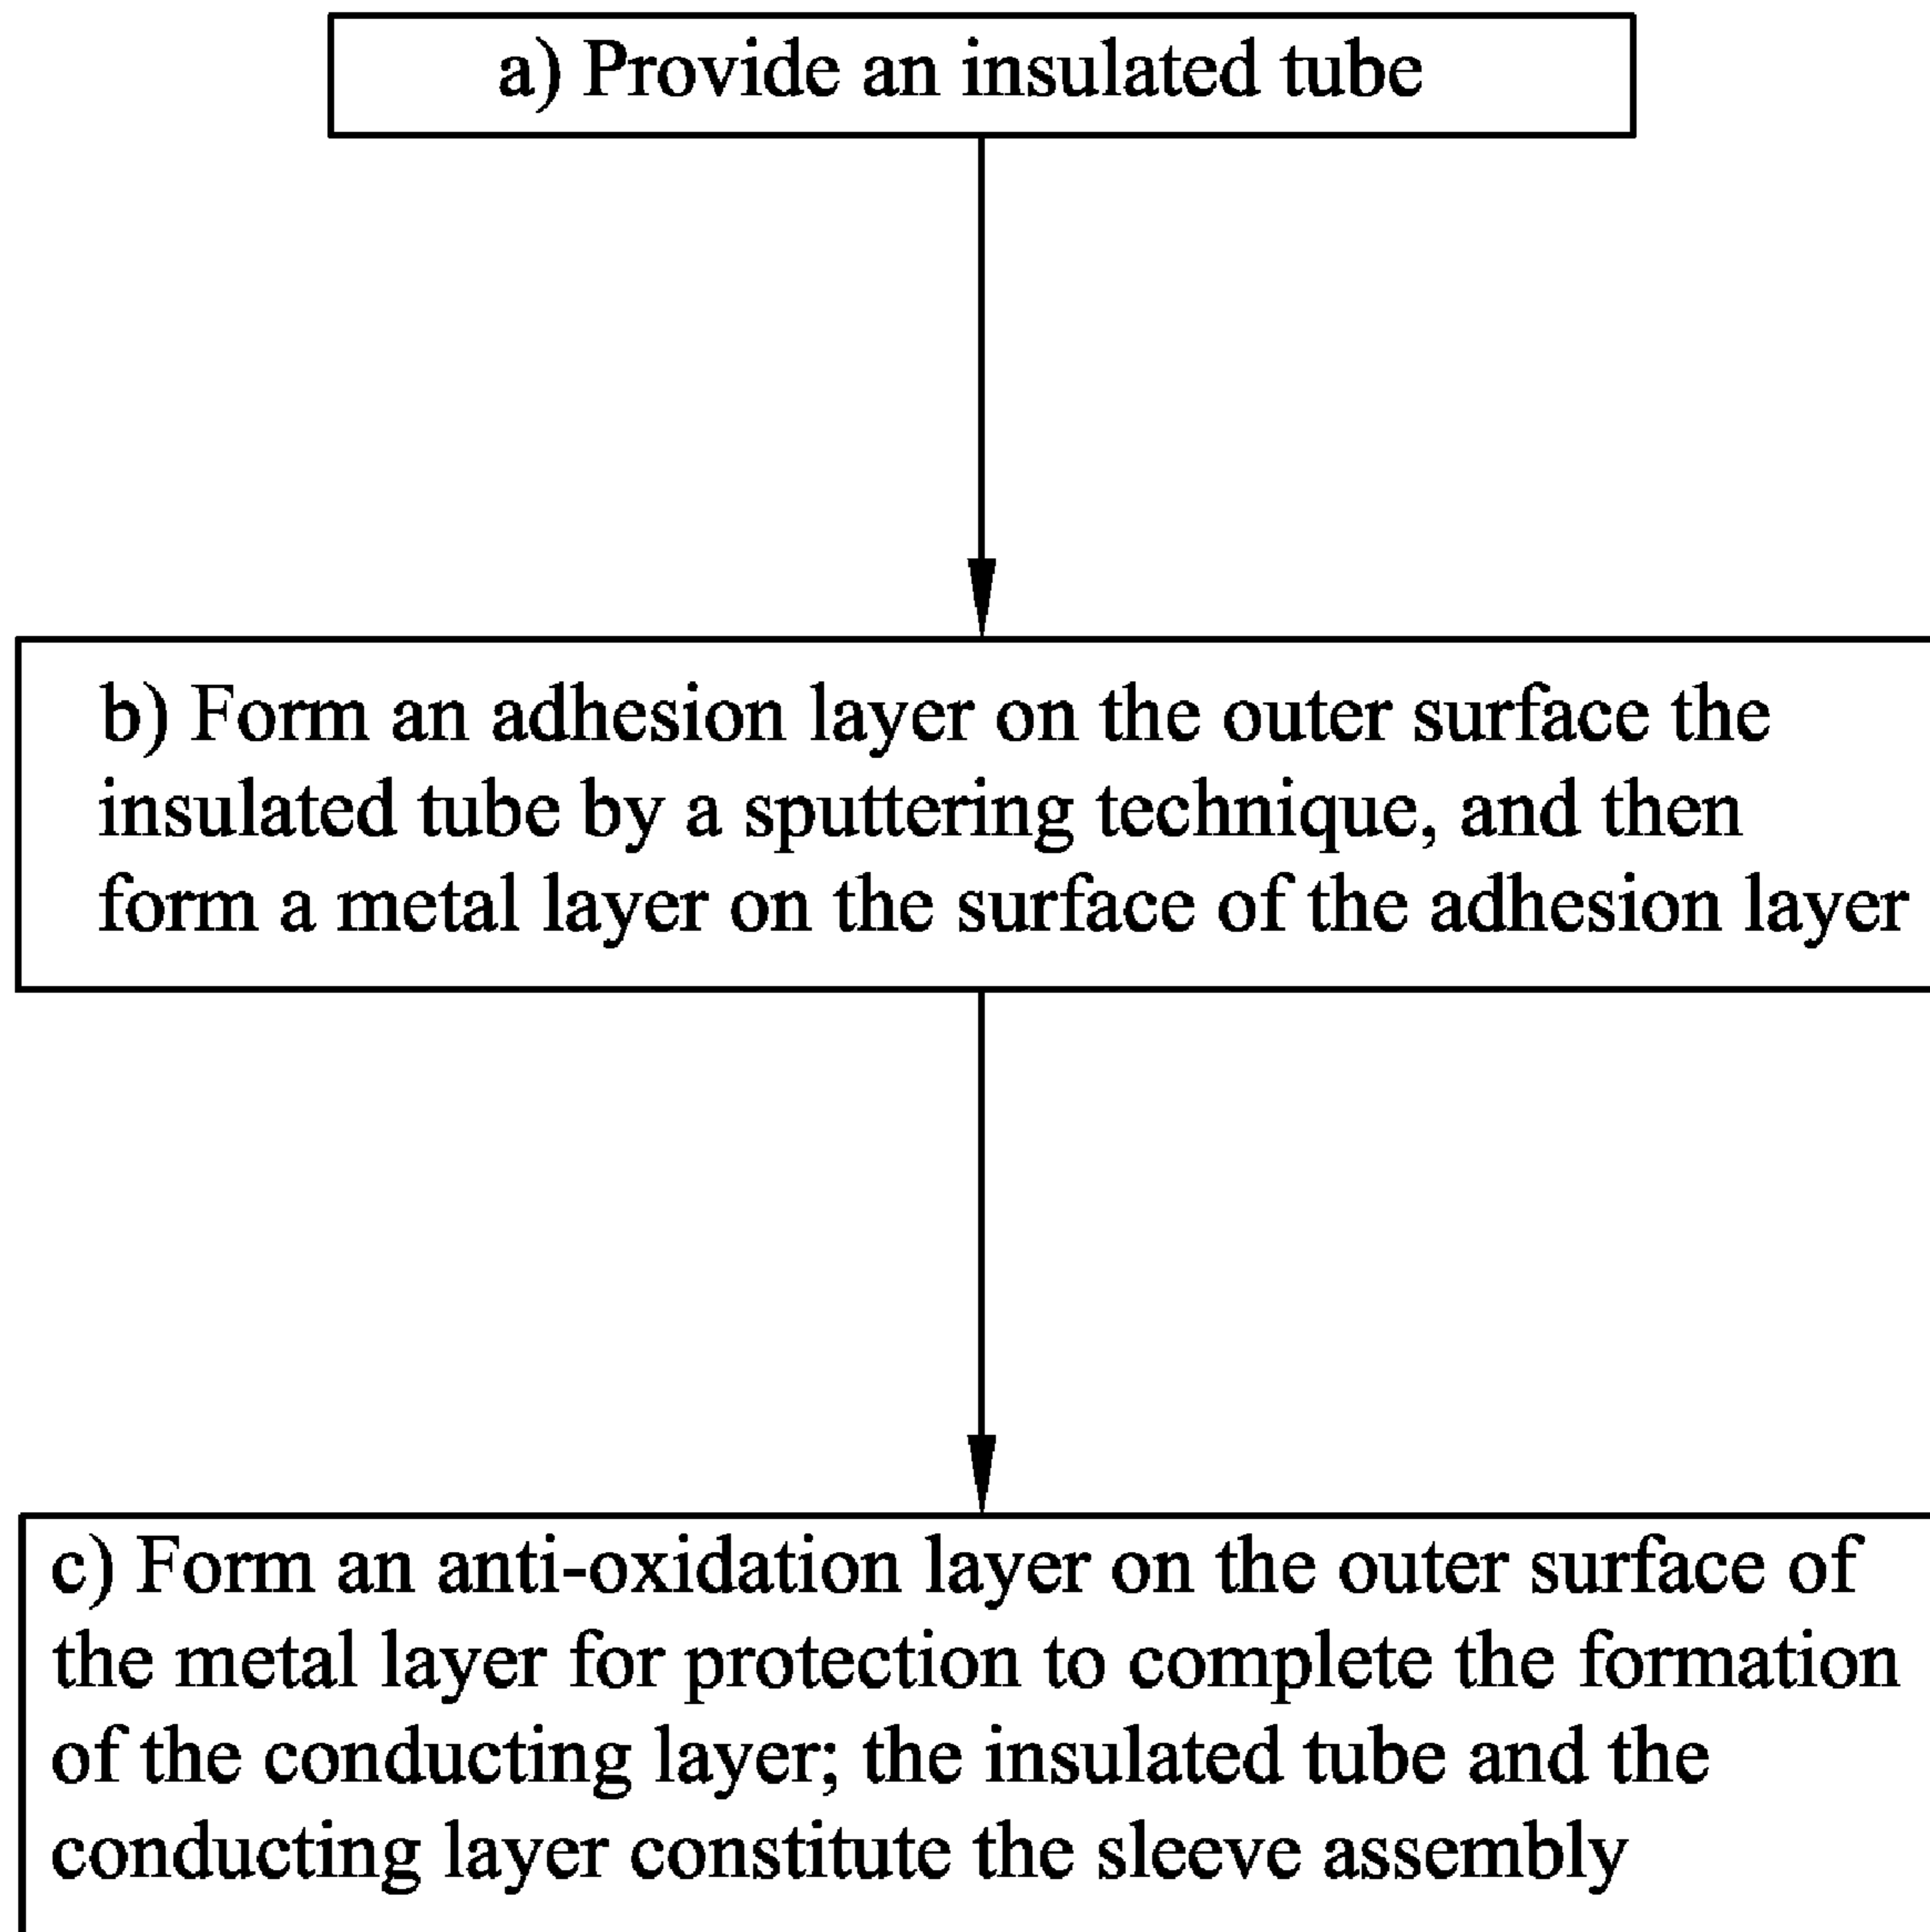 a) Provide an insulated tube
b) Form an adhesion layer on the outer surface the
insulated tube by a sputtering technique, and then
form a metal layer on the surface of the adhesion layer
c) Form an anti-oxidation layer on the outer surface of
the metal layer for protection to complete the formation
of the conducting layer; the insulated tube and the
conducting layer constitute the sleeve assembly